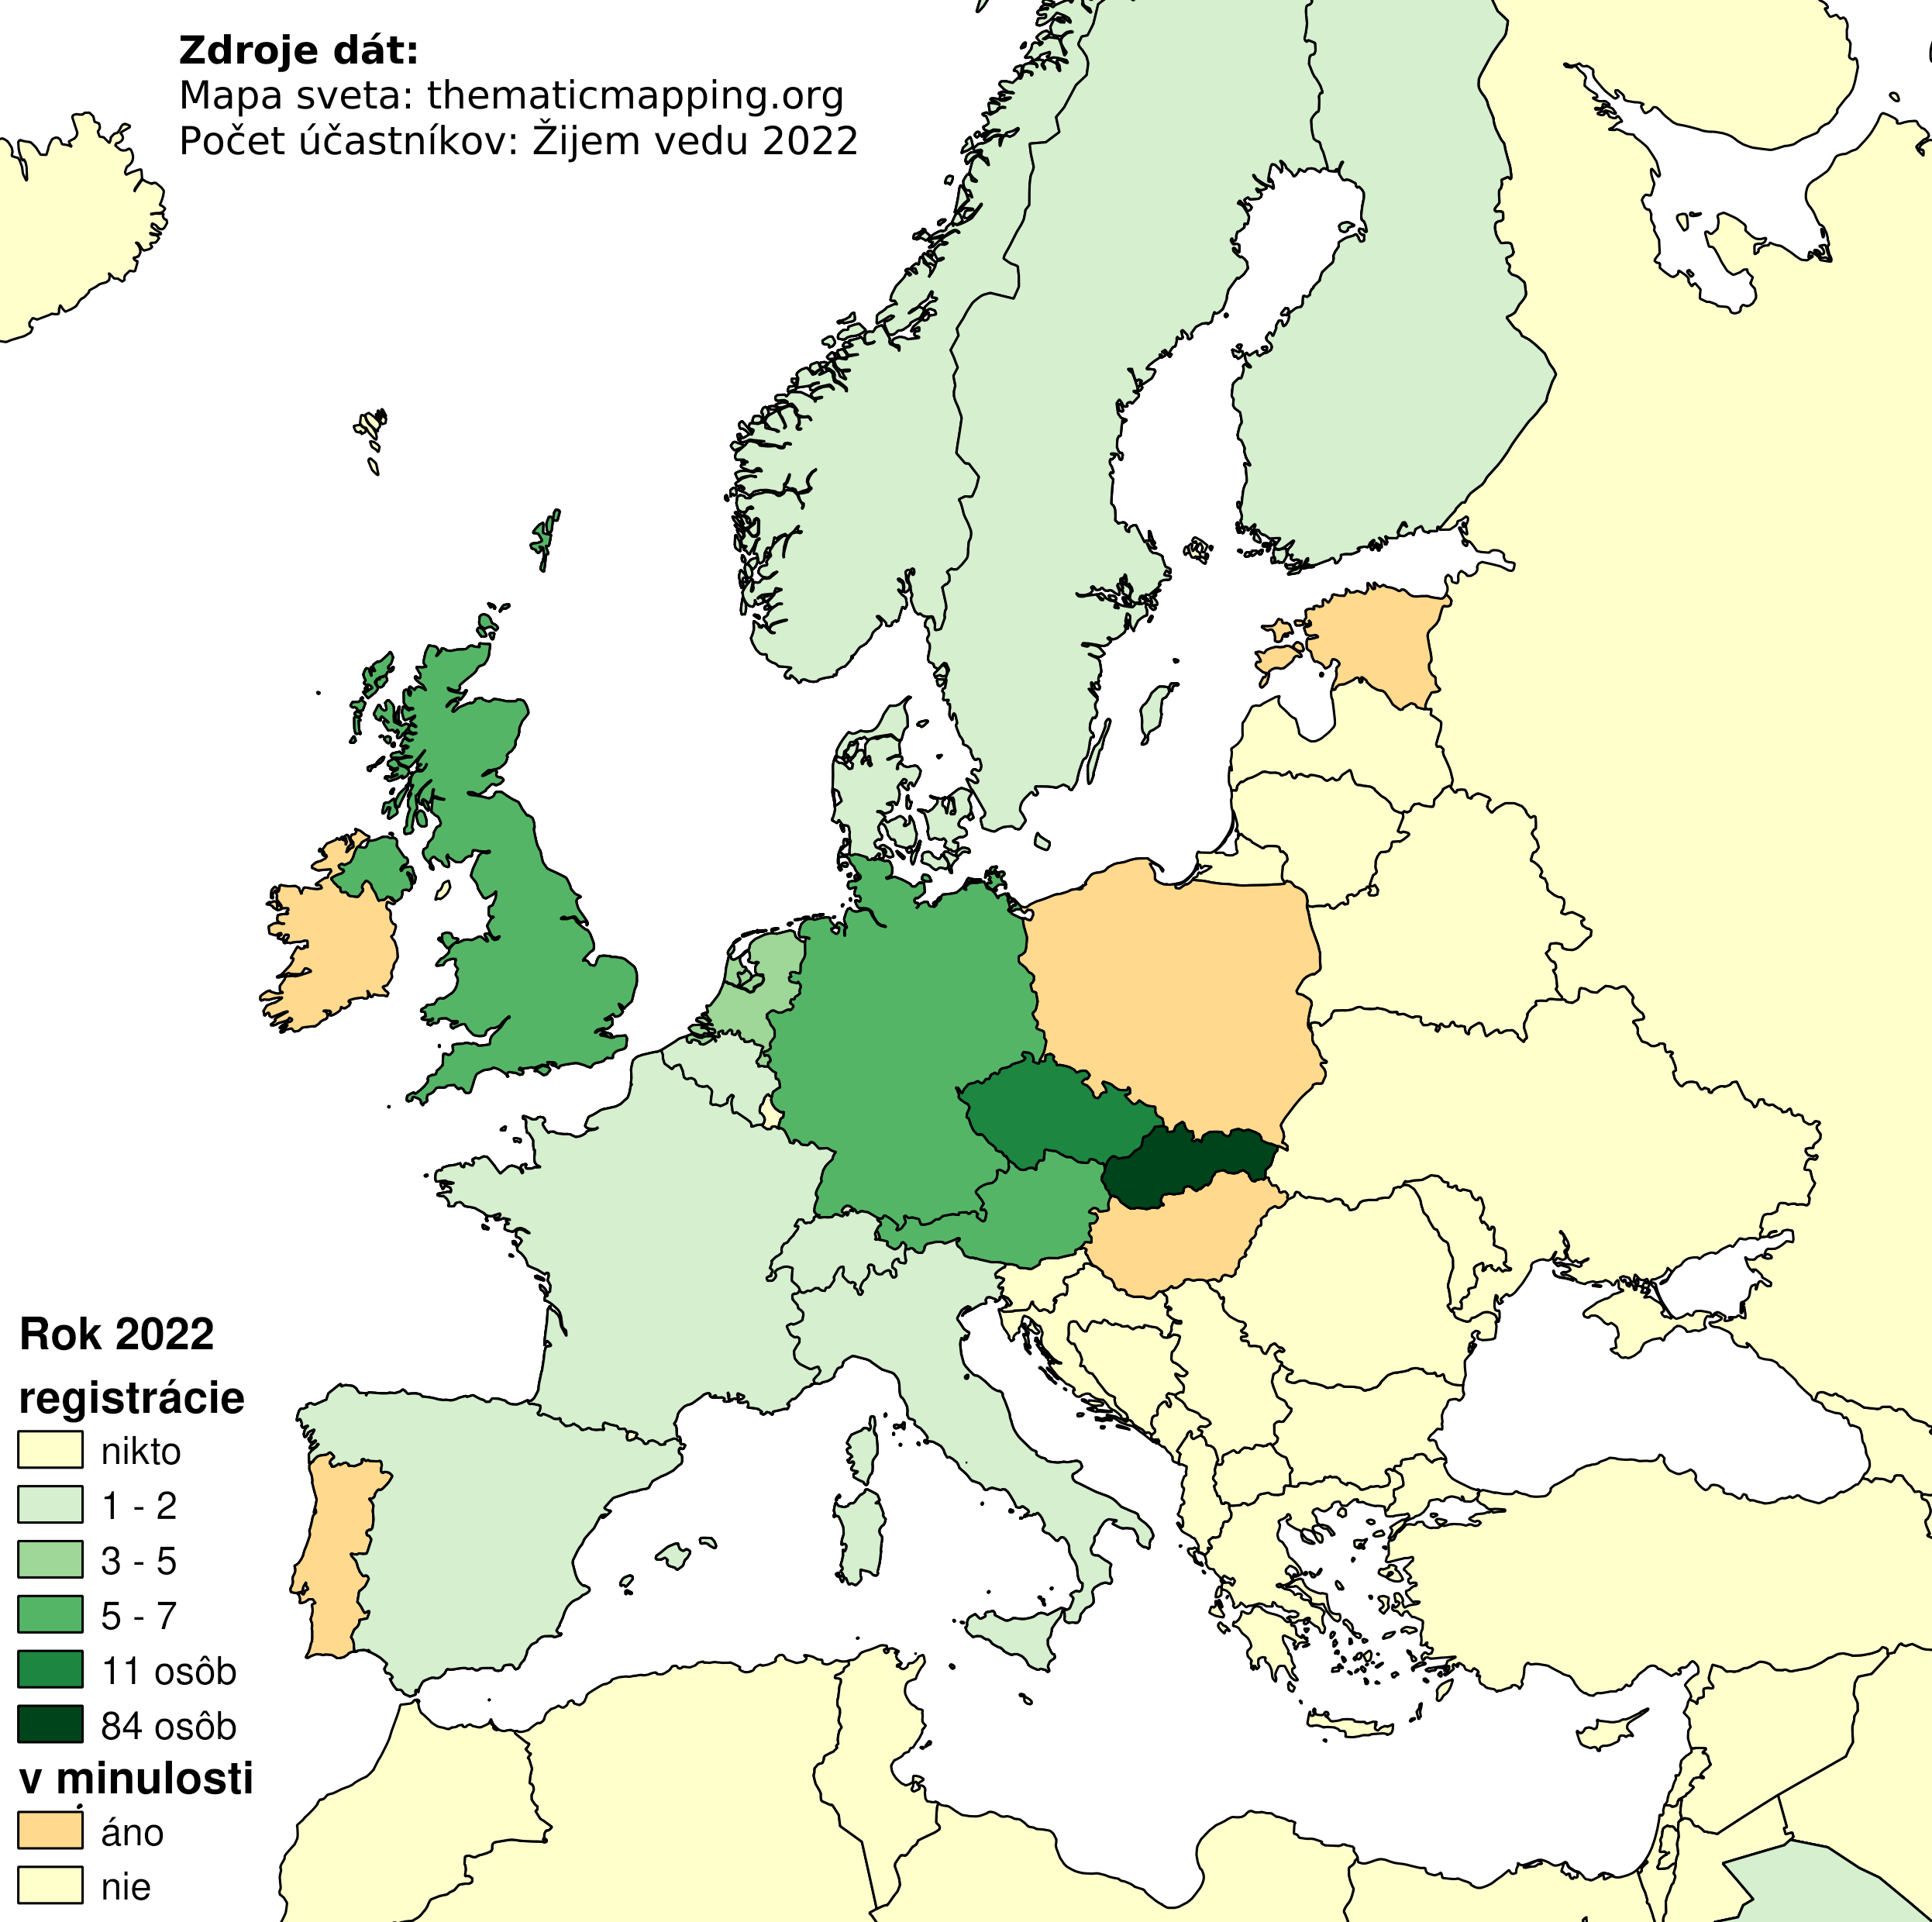 Zdroje dát:
Mapa sveta: thematicmapping.org
Počet účastníkov: Žijem vedu 2022
Rok 2022
registrácie
nikto
1 - 2
3 - 5
5 - 7
11 osôb
84 osôb
v minulosti
áno
nie